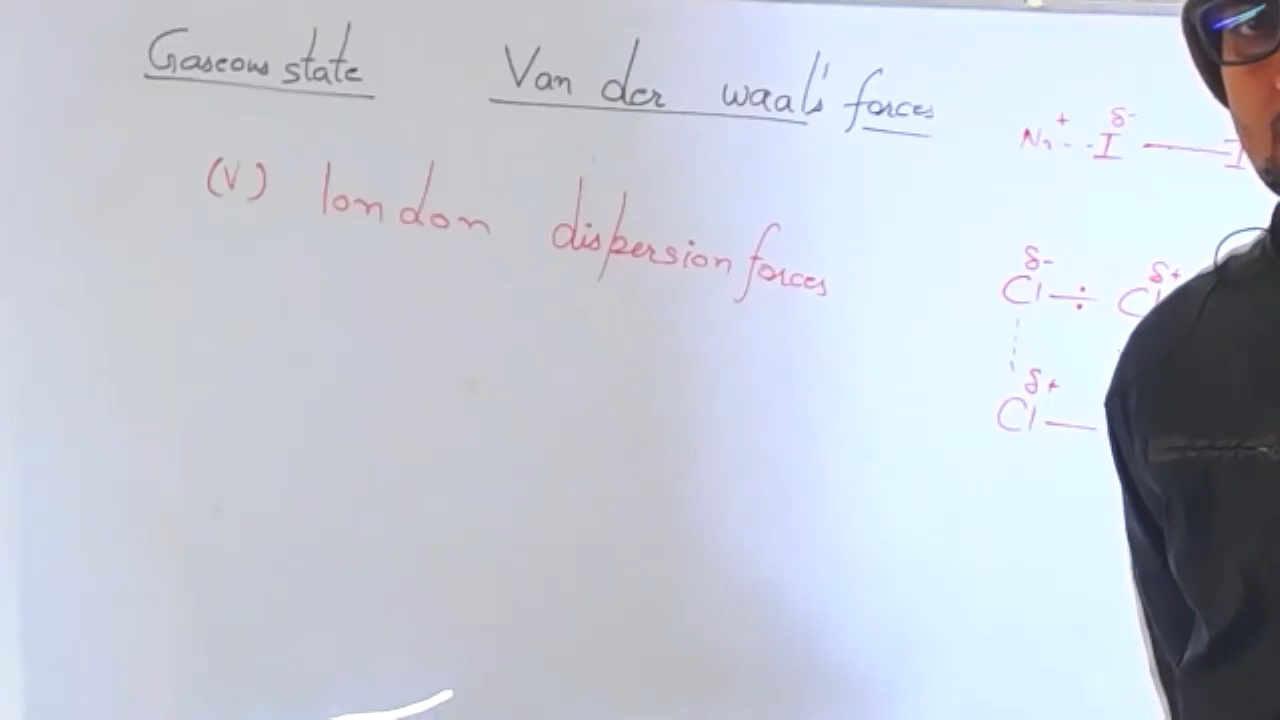 Gaseous state
Van der waal's forces
(V) london dispersion forces
+ δ-
Na---I — I
δ- δ+
Cl — Cl
δ+
Cl —